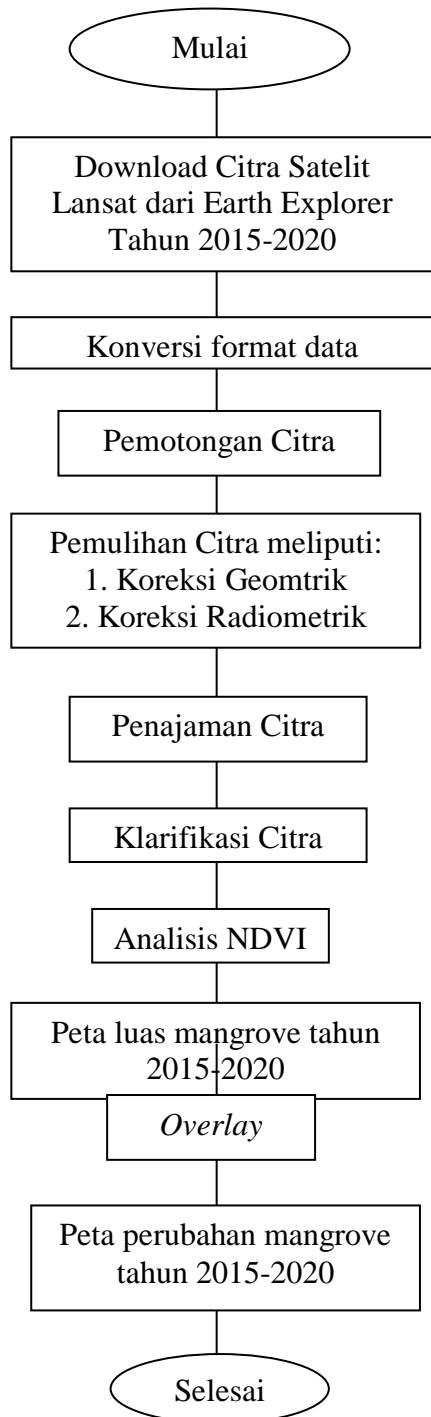 Mulai
Download Citra Satelit
Lansat dari Earth Explorer
Tahun 2015-2020
Konversi format data
Pemotongan Citra
Pemulihan Citra meliputi:
1. Koreksi Geomtrik
2. Koreksi Radiometrik
Penajaman Citra
Klarifikasi Citra
Analisis NDVI
Peta luas mangrove tahun
2015-2020
Overlay
Peta perubahan mangrove
tahun 2015-2020
Selesai